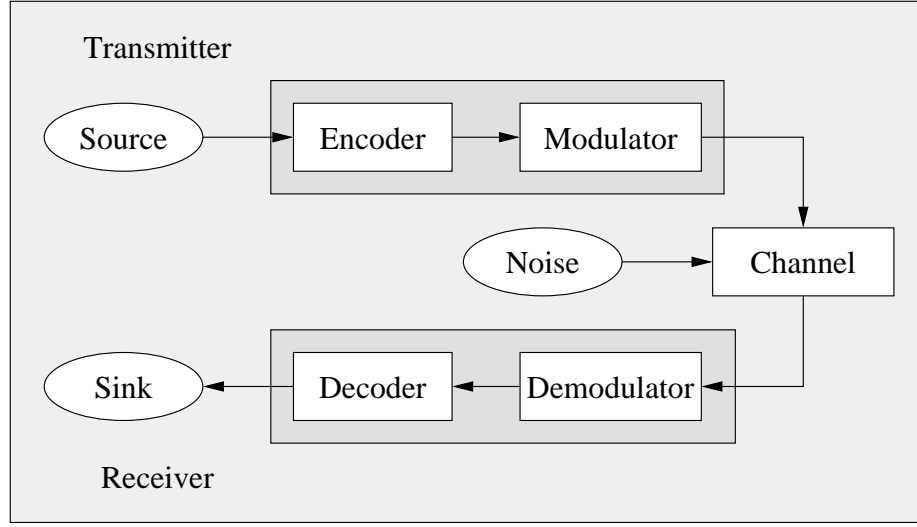 Transmitter
Source
Encoder
Modulator
Noise
Channel
Sink
Decoder
Demodulator
Receiver